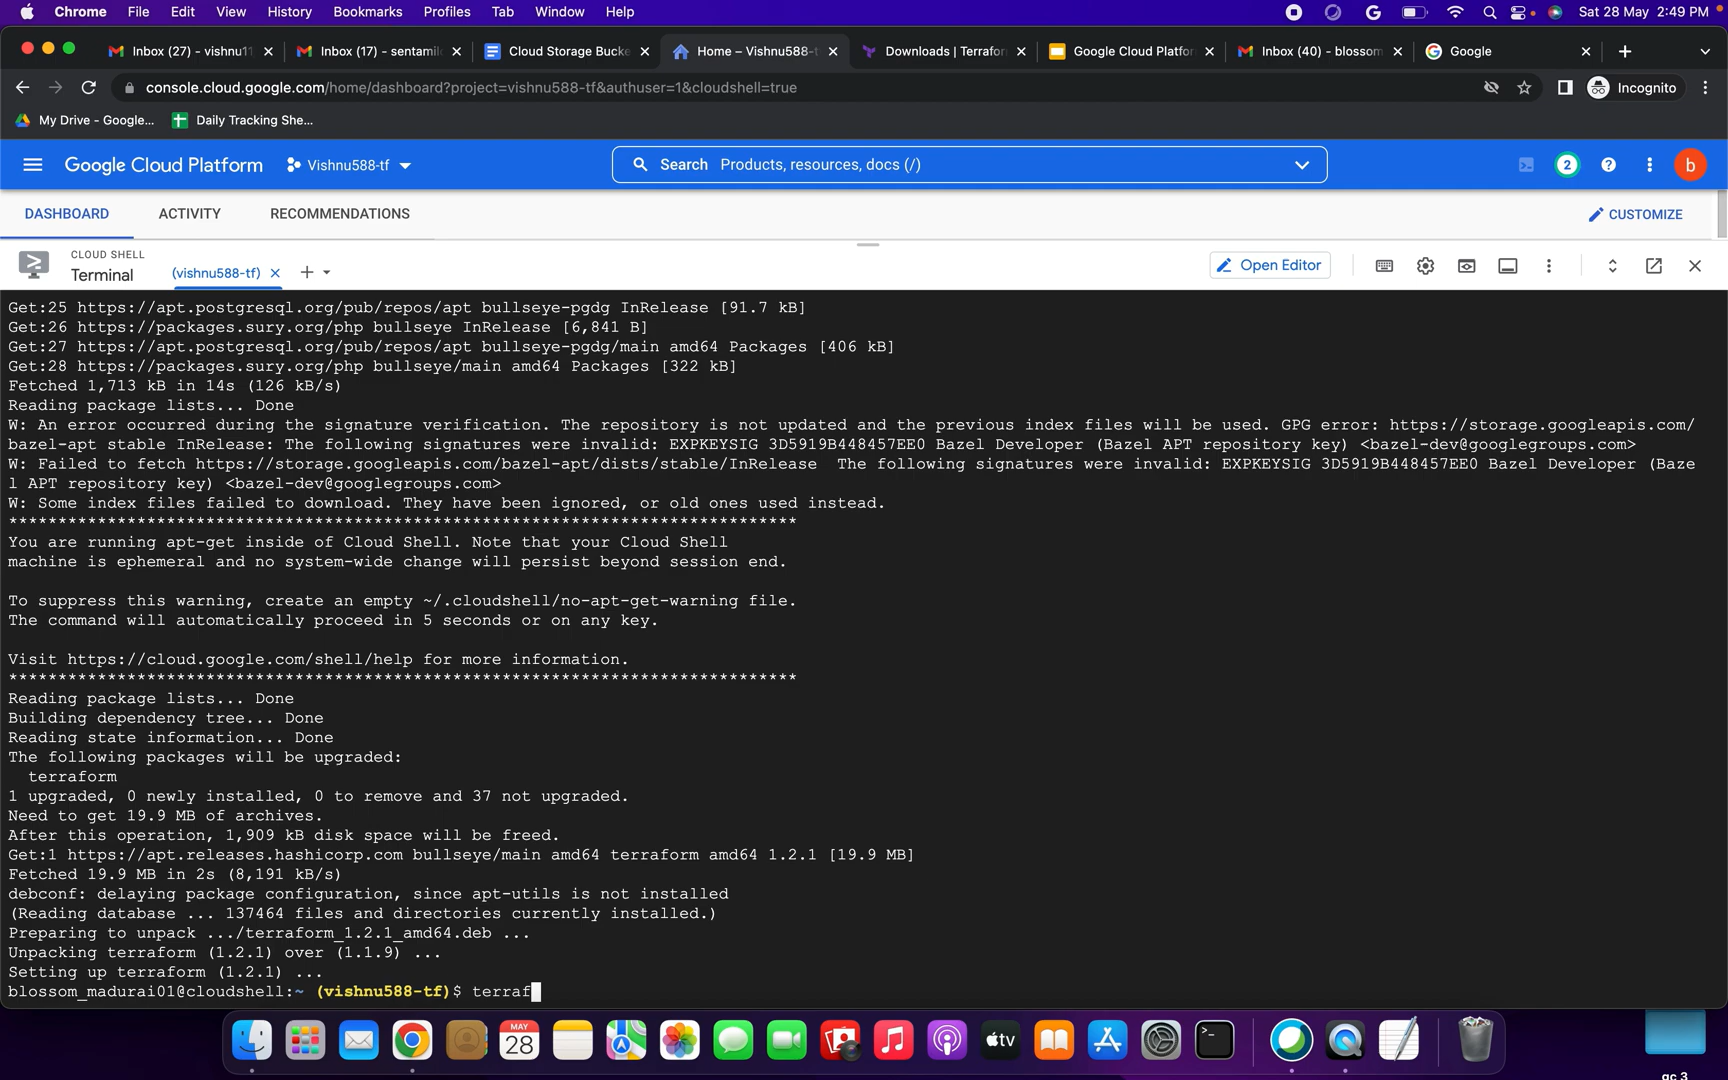 Chrome File Edit View History Bookmarks Profiles Tab Window Help Sat 28 May 2:49 PM
Inbox (27) - vishnu11 Inbox (17) - sentamil Cloud Storage Bucke Home – Vishnu588- Downloads | Terrafor Google Cloud Platfor Inbox (40) - blossom Google
console.cloud.google.com/home/dashboard?project=vishnu588-tf&authuser=1&cloudshell=true Incognito
My Drive - Google... Daily Tracking She...
Google Cloud Platform Vishnu588-tf Search Products, resources, docs (/) 2 b
DASHBOARD ACTIVITY RECOMMENDATIONS CUSTOMIZE
CLOUD SHELL
Terminal (vishnu588-tf) Open Editor
Get:25 https://apt.postgresql.org/pub/repos/apt bullseye-pgdg InRelease [91.7 kB]
Get:26 https://packages.sury.org/php bullseye InRelease [6,841 B]
Get:27 https://apt.postgresql.org/pub/repos/apt bullseye-pgdg/main amd64 Packages [406 kB]
Get:28 https://packages.sury.org/php bullseye/main amd64 Packages [322 kB]
Fetched 1,713 kB in 14s (126 kB/s)
Reading package lists... Done
W: An error occurred during the signature verification. The repository is not updated and the previous index files will be used. GPG error: https://storage.googleapis.com/
bazel-apt stable InRelease: The following signatures were invalid: EXPKEYSIG 3D5919B448457EE0 Bazel Developer (Bazel APT repository key) <bazel-dev@googlegroups.com>
W: Failed to fetch https://storage.googleapis.com/bazel-apt/dists/stable/InRelease  The following signatures were invalid: EXPKEYSIG 3D5919B448457EE0 Bazel Developer (Baze
l APT repository key) <bazel-dev@googlegroups.com>
W: Some index files failed to download. They have been ignored, or old ones used instead.
********************************************************************************
You are running apt-get inside of Cloud Shell. Note that your Cloud Shell
machine is ephemeral and no system-wide change will persist beyond session end.
To suppress this warning, create an empty ~/.cloudshell/no-apt-get-warning file.
The command will automatically proceed in 5 seconds or on any key.
Visit https://cloud.google.com/shell/help for more information.
********************************************************************************
Reading package lists... Done
Building dependency tree... Done
Reading state information... Done
The following packages will be upgraded:
terraform
1 upgraded, 0 newly installed, 0 to remove and 37 not upgraded.
Need to get 19.9 MB of archives.
After this operation, 1,909 kB disk space will be freed.
Get:1 https://apt.releases.hashicorp.com bullseye/main amd64 terraform amd64 1.2.1 [19.9 MB]
Fetched 19.9 MB in 2s (8,191 kB/s)
debconf: delaying package configuration, since apt-utils is not installed
(Reading database ... 137464 files and directories currently installed.)
Preparing to unpack .../terraform_1.2.1_amd64.deb ...
Unpacking terraform (1.2.1) over (1.1.9) ...
Setting up terraform (1.2.1) ...
blossom_madurai01@cloudshell:~ (vishnu588-tf)$ terraf
MAY
28
tv
gc 3